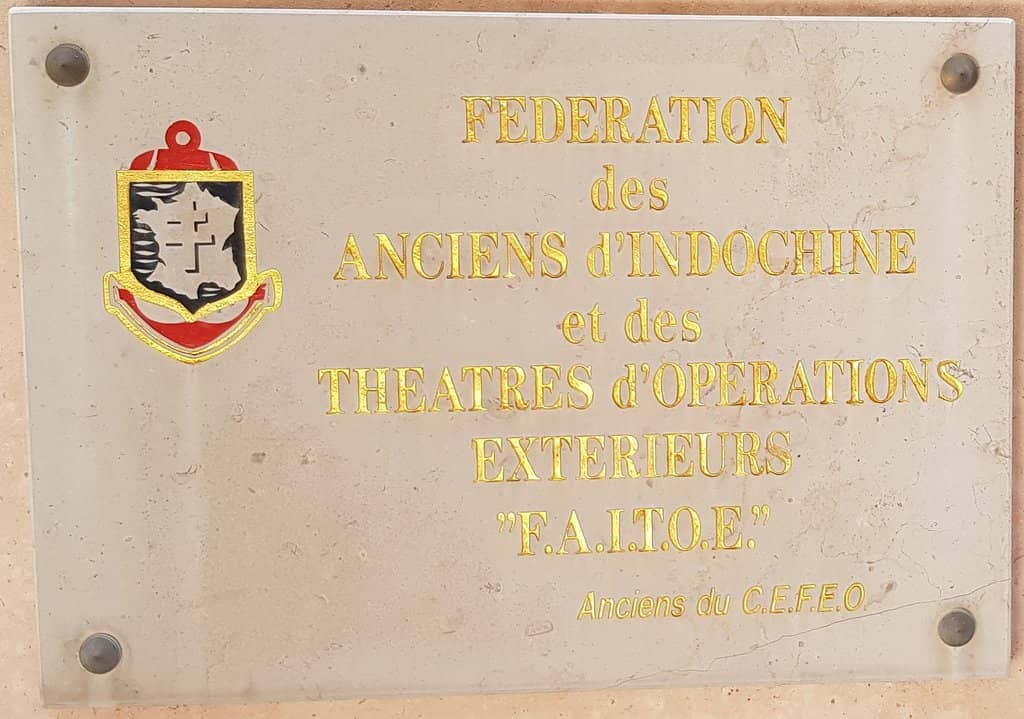 FEDERATION
des
ANCIENS d'INDOCHINE
et des
THEATRES d'OPERATIONS
EXTERIEURS
"F.A.I.T.O.E."
Anciens du C.E.F.E.O.